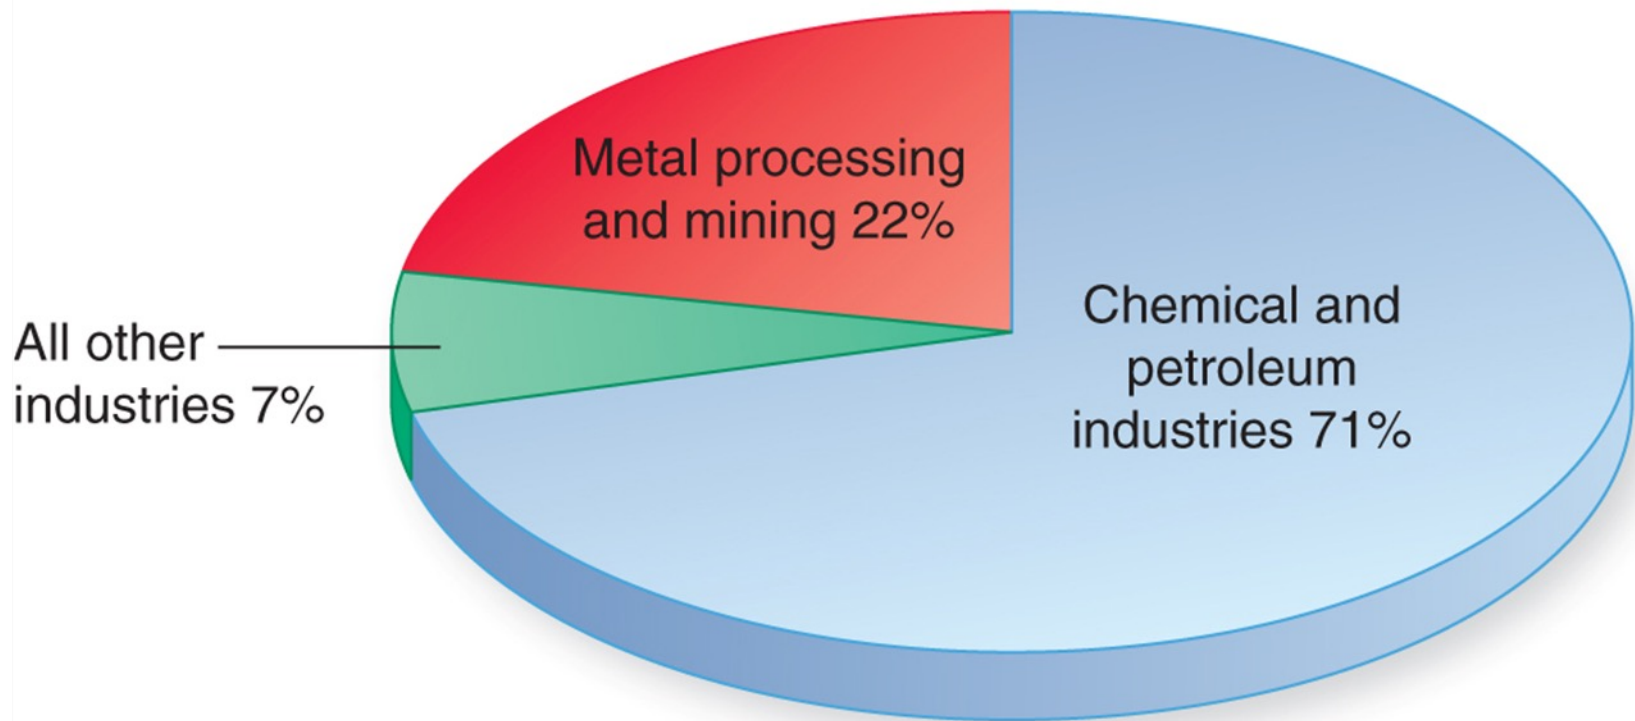 Metal processing
and mining 22%
Chemical and
petroleum
industries 71%
All other
industries 7%